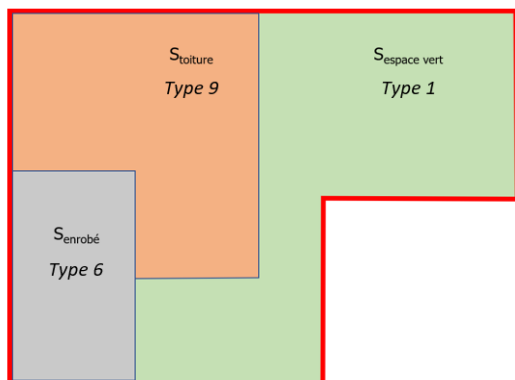 Stoiture
Type 9
Sespace vert
Type 1
Senrobé
Type 6